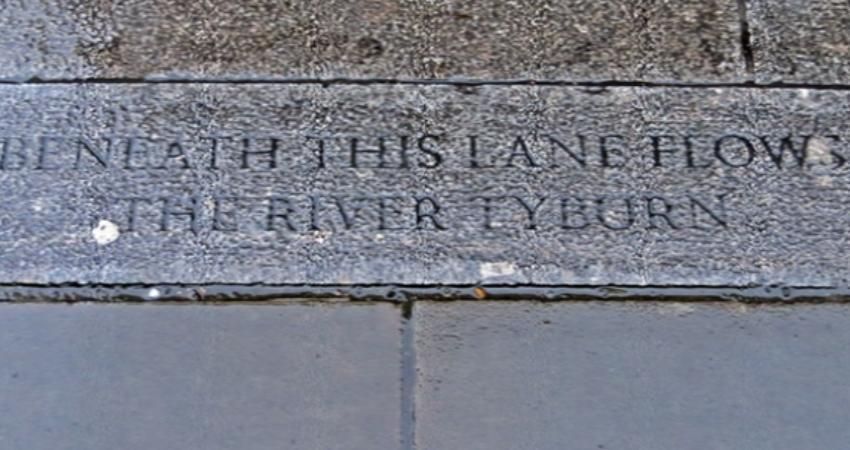 BENEATH THIS LANE FLOWS
THE RIVER TYBURN